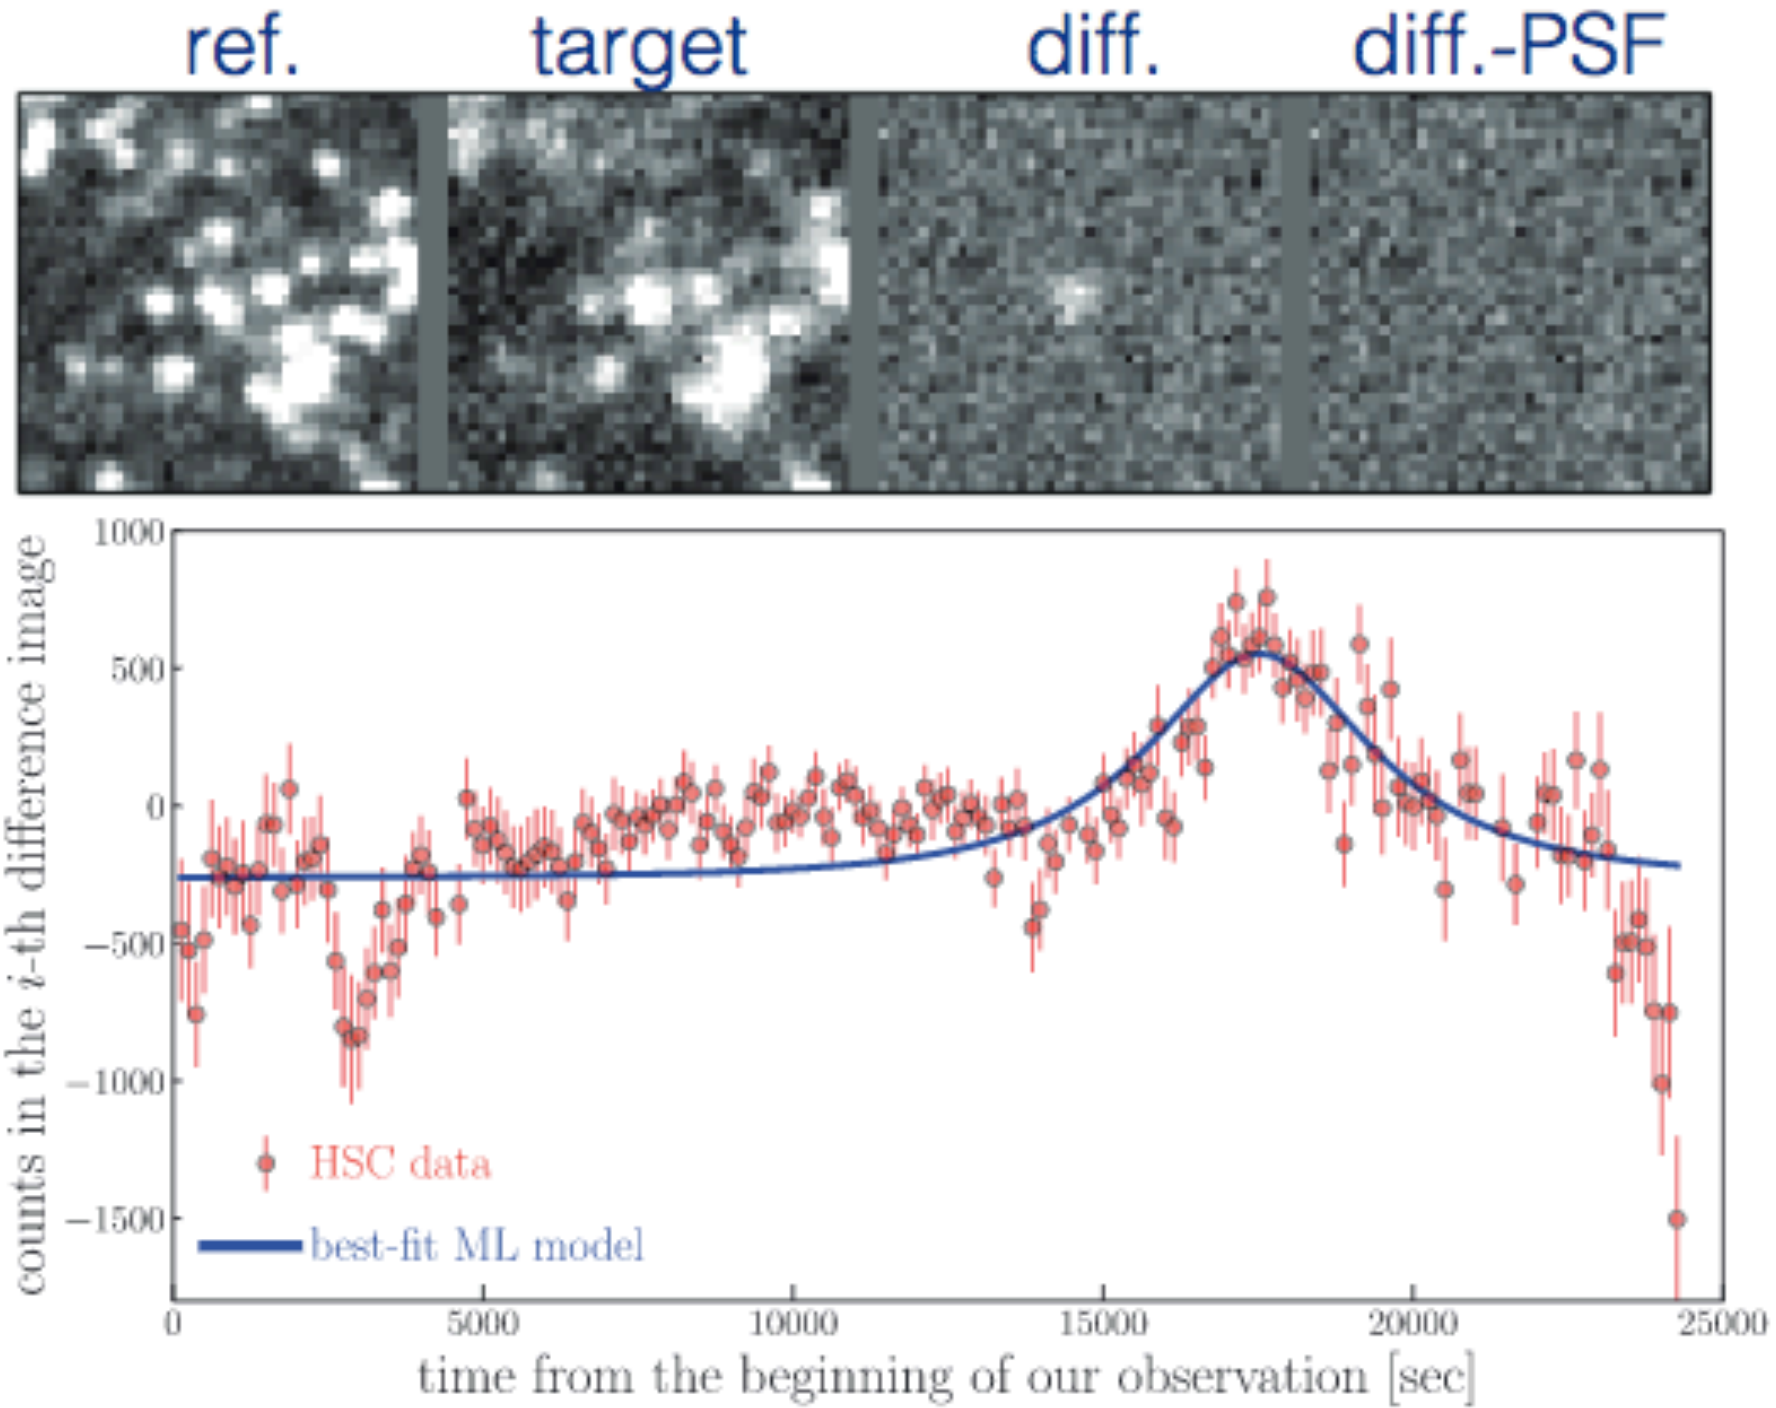 ref. target diff. diff.-PSF
counts in the i-th difference image
1000
500
0
−500
−1000
−1500
HSC data
best-fit ML model
0 5000 10000 15000 20000 25000
time from the beginning of our observation [sec]